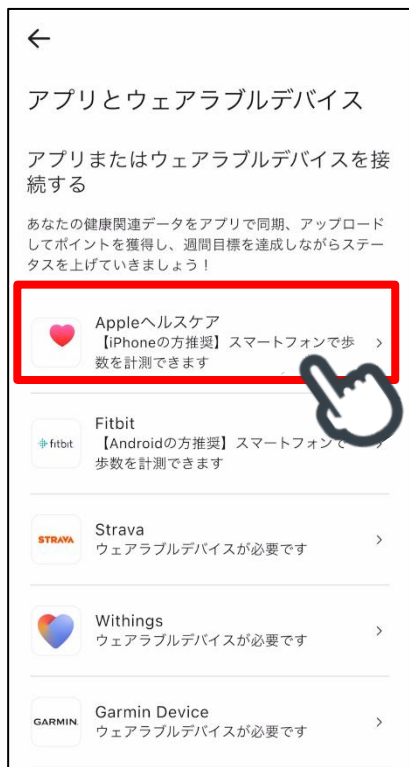 ←
アプリとウェアラブルデバイス
アプリまたはウェアラブルデバイスを接
続する
あなたの健康関連データをアプリで同期、アップロード
してポイントを獲得し、週間目標を達成しながらステー
タスを上げていきましょう！
Appleヘルスケア
【iPhoneの方推奨】スマートフォンで歩
数を計測できます
fitbit
Fitbit
【Androidの方推奨】スマートフォンで
歩数を計測できます
STRAVA
Strava
ウェアラブルデバイスが必要です
Withings
ウェアラブルデバイスが必要です
GARMIN
Garmin Device
ウェアラブルデバイスが必要です